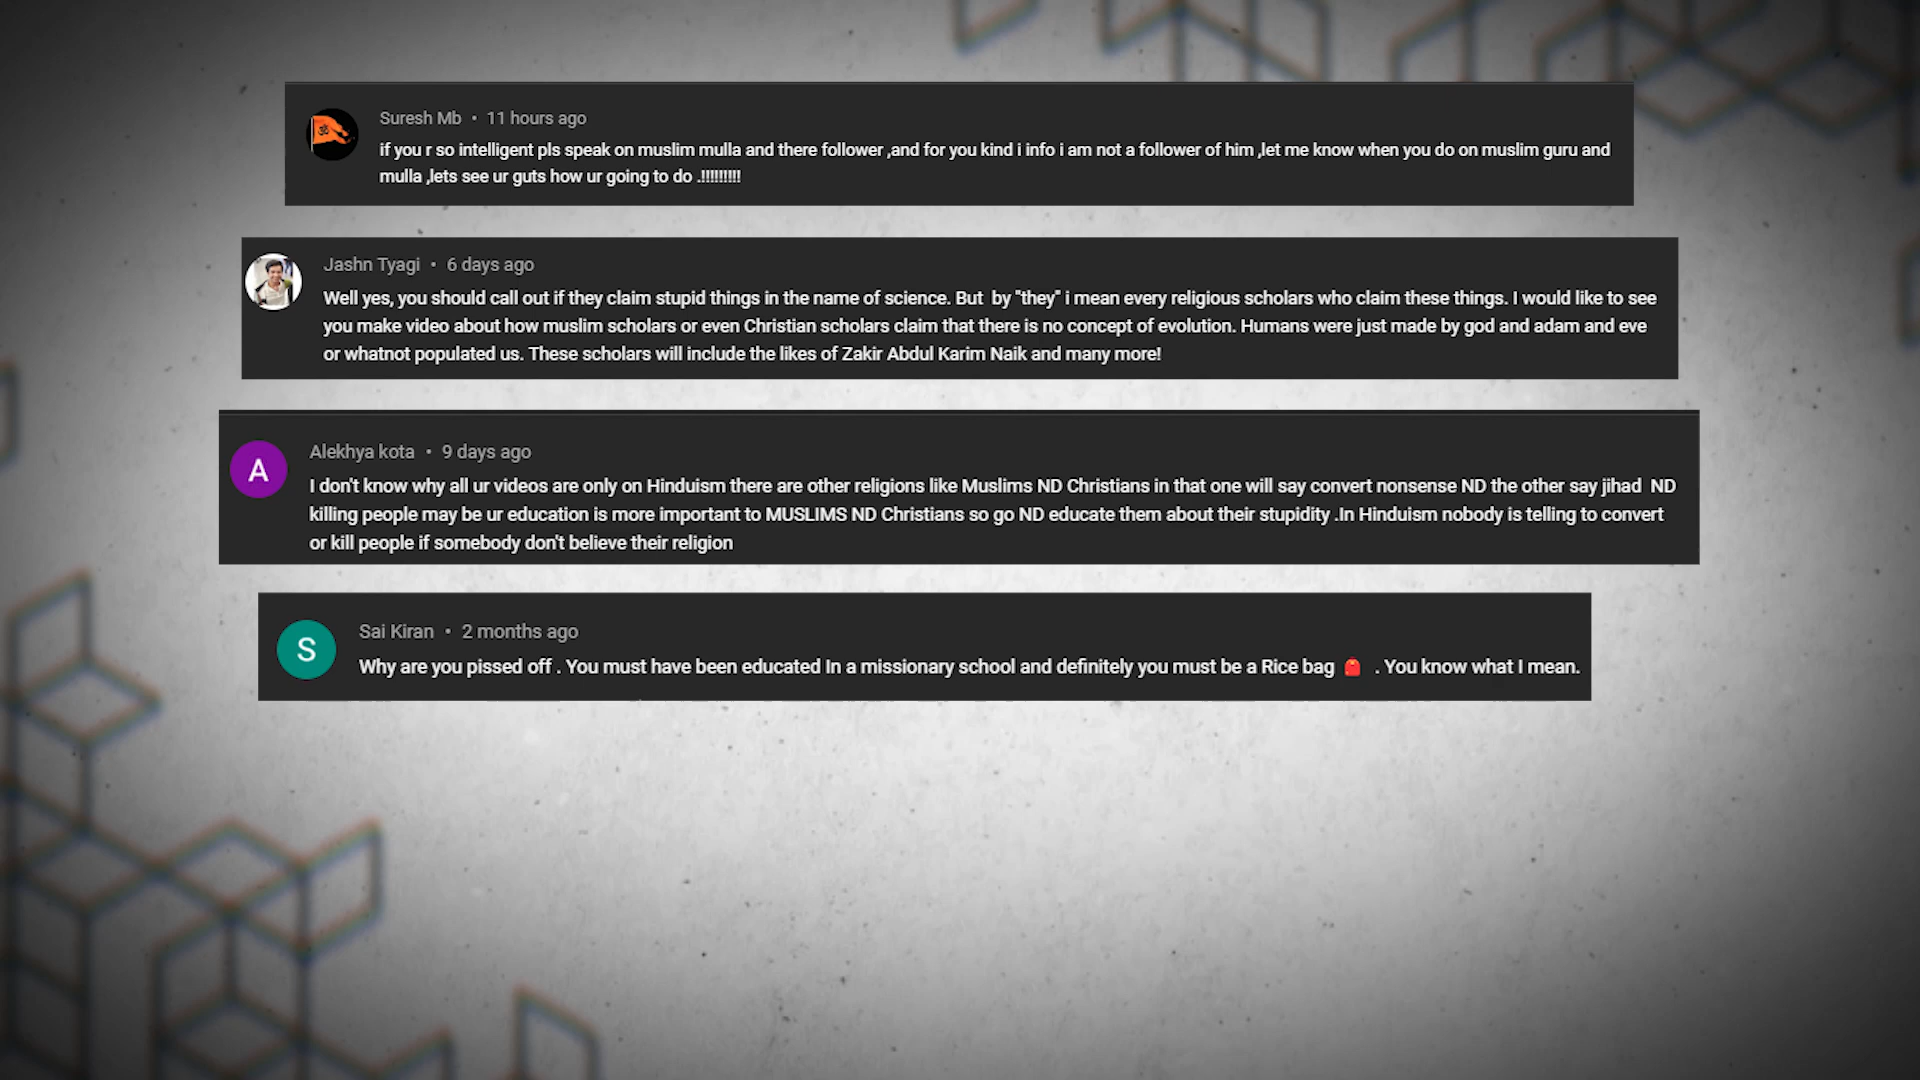 Suresh Mb • 11 hours ago
if you r so intelligent pls speak on muslim mulla and there follower ,and for you kind i info i am not a follower of him ,let me know when you do on muslim guru and
mulla ,lets see ur guts how ur going to do .!!!!!!!!!
Jashn Tyagi • 6 days ago
Well yes, you should call out if they claim stupid things in the name of science. But by "they" i mean every religious scholars who claim these things. I would like to see
you make video about how muslim scholars or even Christian scholars claim that there is no concept of evolution. Humans were just made by god and adam and eve
or whatnot populated us. These scholars will include the likes of Zakir Abdul Karim Naik and many more!
A
Alekhya kota • 9 days ago
I don't know why all ur videos are only on Hinduism there are other religions like Muslims ND Christians in that one will say convert nonsense ND the other say jihad ND
killing people may be ur education is more important to MUSLIMS ND Christians so go ND educate them about their stupidity .In Hinduism nobody is telling to convert
or kill people if somebody don't believe their religion
S
Sai Kiran • 2 months ago
Why are you pissed off . You must have been educated In a missionary school and definitely you must be a Rice bag 🎒 . You know what I mean.